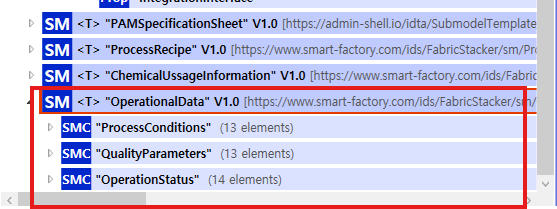 Prop "IntegrationInterface"
SM <T> "PAMSpecificationSheet" V1.0 [https://admin-shell.io/idta/SubmodelTemplate
SM <T> "ProcessRecipe" V1.0 [https://www.smart-factory.com/ids/FabricStacker/sm/Pro
SM <T> "ChemicalUssageInformation" V1.0 [https://www.smart-factory.com/ids/Fabri
SM <T> "OperationalData" V1.0 [https://www.smart-factory.com/ids/FabricStacker/sm/
SMC "ProcessConditions" (13 elements)
SMC "QualityParameters" (13 elements)
SMC "OperationStatus" (14 elements)